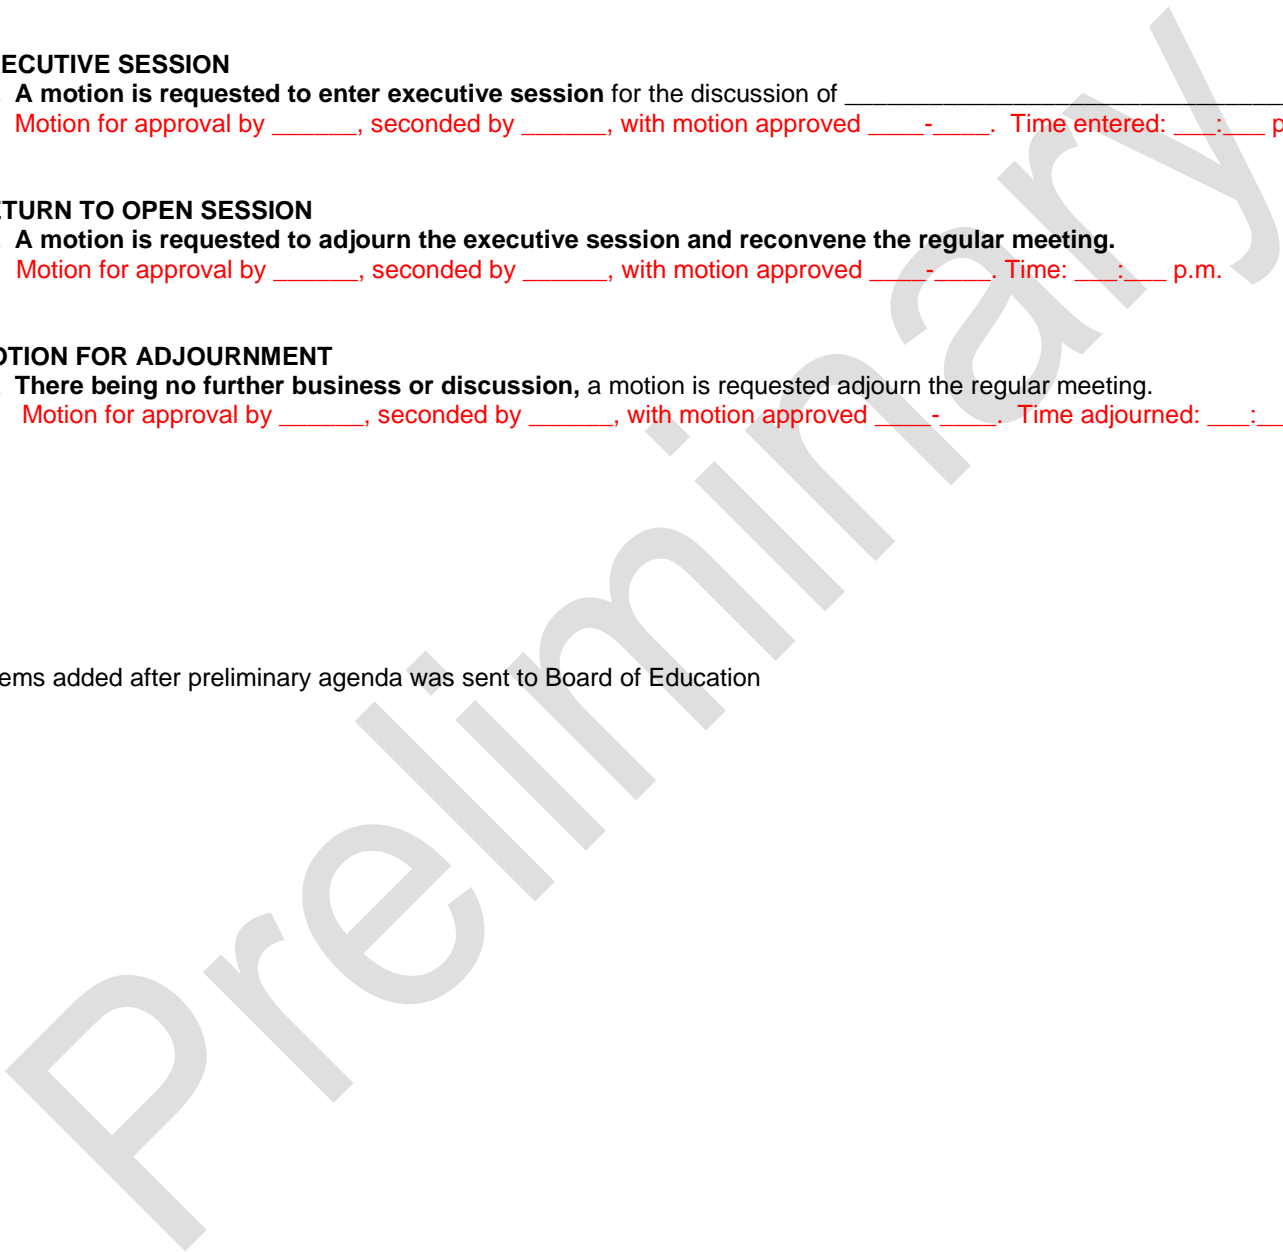 ECUTIVE SESSION
A motion is requested to enter executive session for the discussion of _______________________________
Motion for approval by ______, seconded by ______, with motion approved ____-____.  Time entered: ___:___ p
TURN TO OPEN SESSION
A motion is requested to adjourn the executive session and reconvene the regular meeting.
Motion for approval by ______, seconded by ______, with motion approved ____-____. Time: ___:___ p.m.
OTION FOR ADJOURNMENT
There being no further business or discussion, a motion is requested adjourn the regular meeting.
Motion for approval by ______, seconded by ______, with motion approved ____-____.  Time adjourned: ___:__
ems added after preliminary agenda was sent to Board of Education
Preliminary